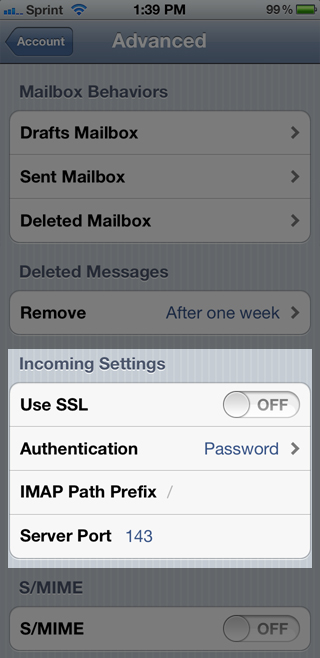 Sprint 1:39 PM 99 %
Account Advanced
Mailbox Behaviors
Drafts Mailbox
Sent Mailbox
Deleted Mailbox
Deleted Messages
Remove After one week
Incoming Settings
Use SSL OFF
Authentication Password
IMAP Path Prefix /
Server Port 143
S/MIME
S/MIME OFF